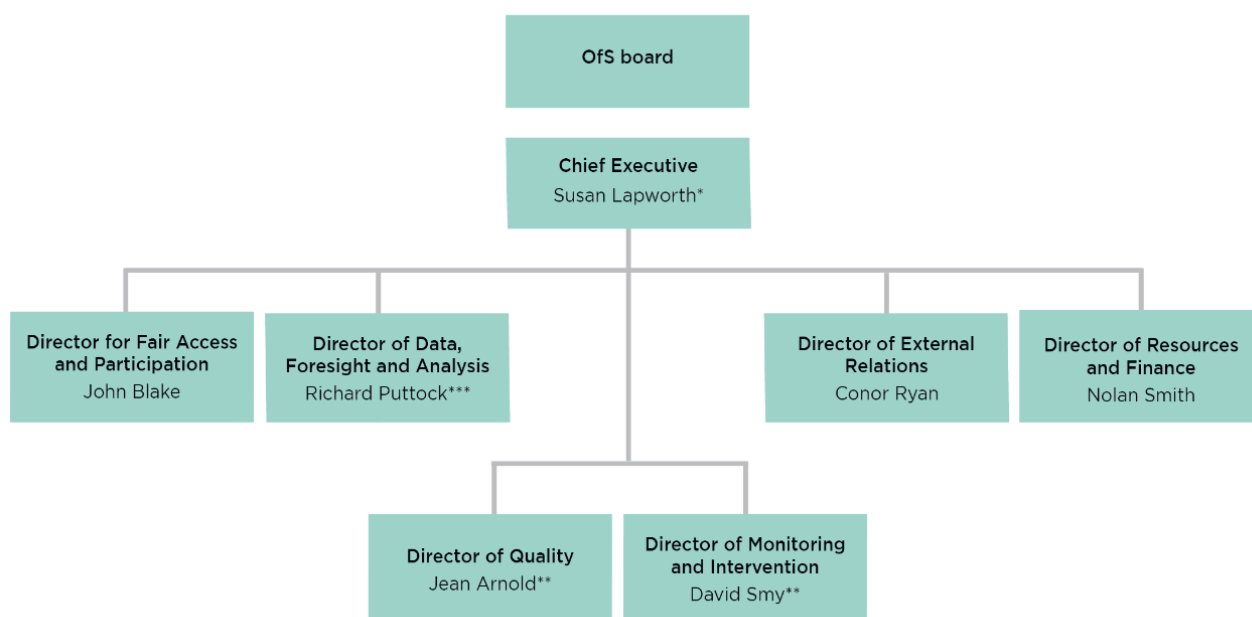 OfS board
Chief Executive
Susan Lapworth*
Director for Fair Access
and Participation
John Blake
Director of Data,
Foresight and Analysis
Richard Puttock***
Director of External
Relations
Conor Ryan
Director of Resources
and Finance
Nolan Smith
Director of Quality
Jean Arnold**
Director of Monitoring
and Intervention
David Smy**